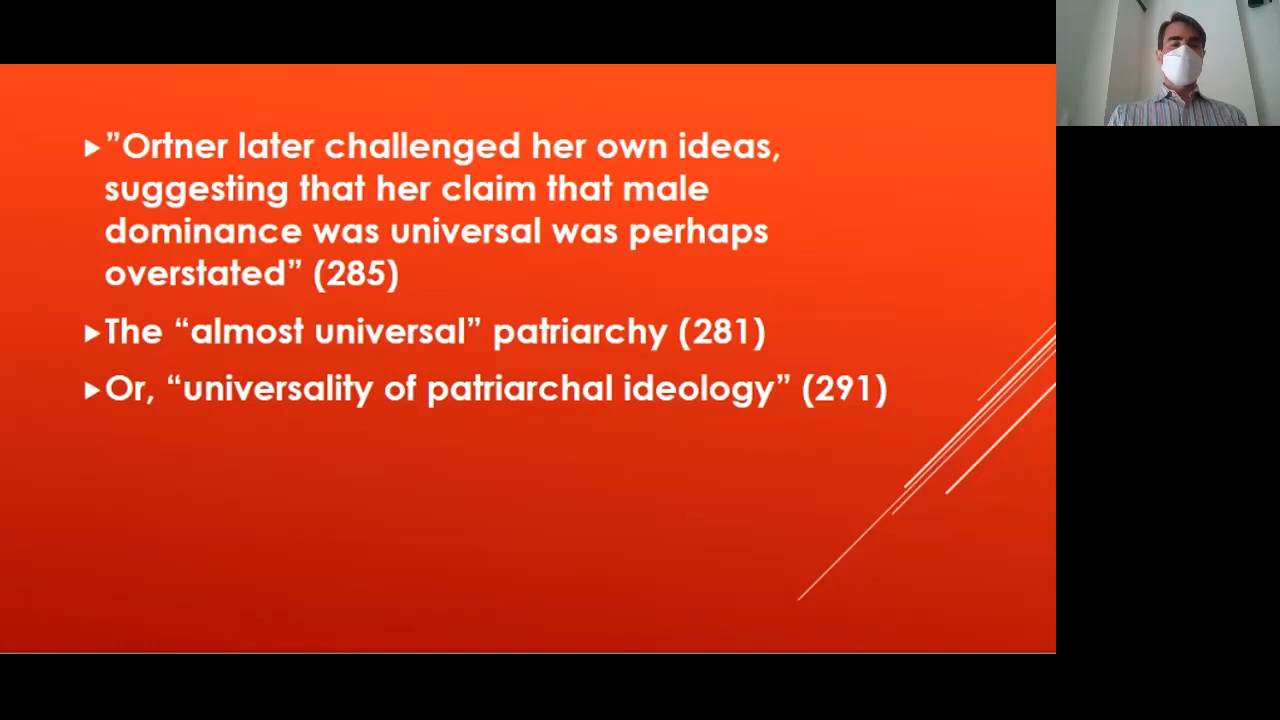 ”Ortner later challenged her own ideas,
suggesting that her claim that male
dominance was universal was perhaps
overstated” (285)
The “almost universal” patriarchy (281)
Or, “universality of patriarchal ideology” (291)